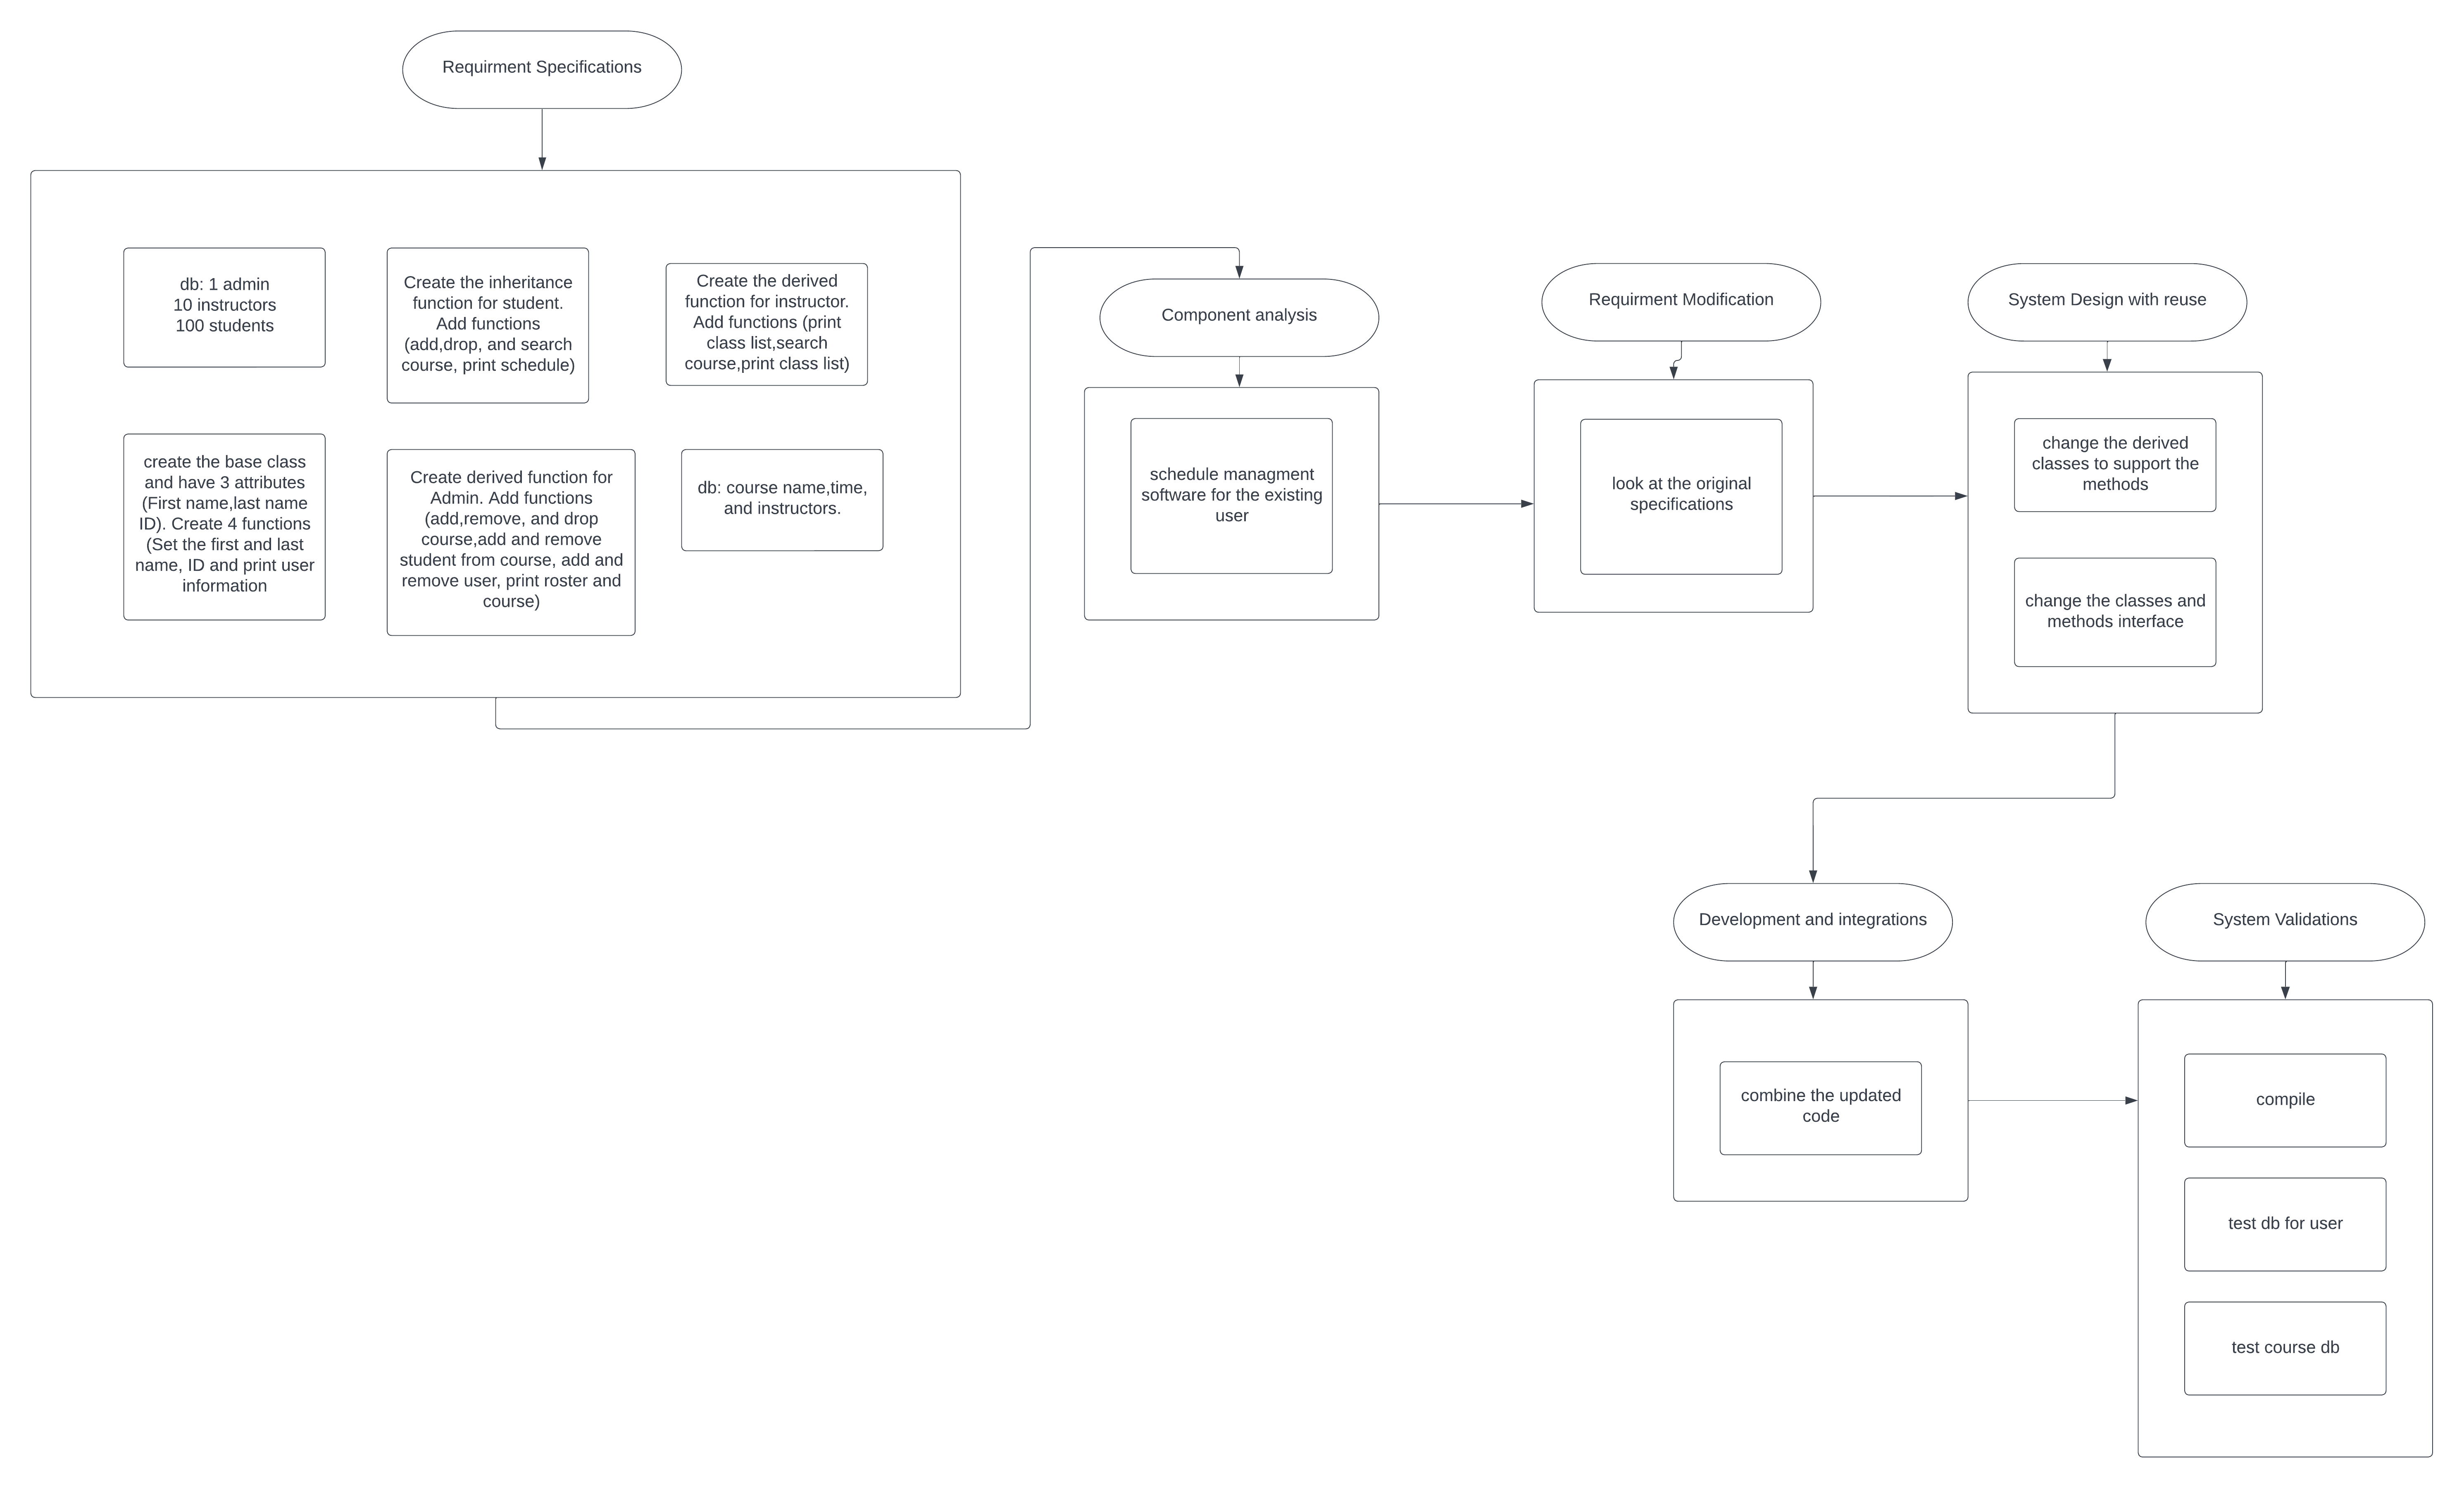 Requirment Specifications
db: 1 admin
10 instructors
100 students
Create the inheritance
function for student.
Add functions
(add,drop, and search
course, print schedule)
Create the derived
function for instructor.
Add functions (print
class list,search
course,print class list)
create the base class
and have 3 attributes
(First name,last name
ID). Create 4 functions
(Set the first and last
name, ID and print user
information
Create derived function for
Admin. Add functions
(add,remove, and drop
course,add and remove
student from course, add and
remove user, print roster and
course)
db: course name,time,
and instructors.
Component analysis
schedule managment
software for the existing
user
Requirment Modification
look at the original
specifications
System Design with reuse
change the derived
classes to support the
methods
change the classes and
methods interface
Development and integrations
combine the updated
code
System Validations
compile
test db for user
test course db